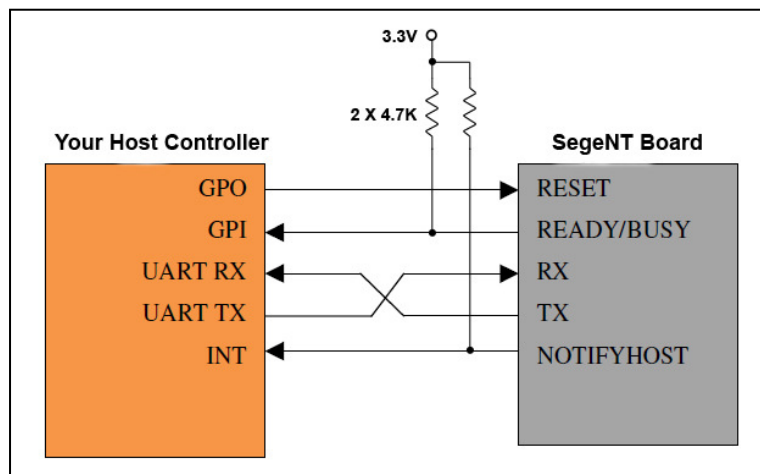 3.3V
2 X 4.7K
Your Host Controller
SegeNT Board
GPO
RESET
GPI
READY/BUSY
UART RX
RX
UART TX
TX
INT
NOTIFYHOST